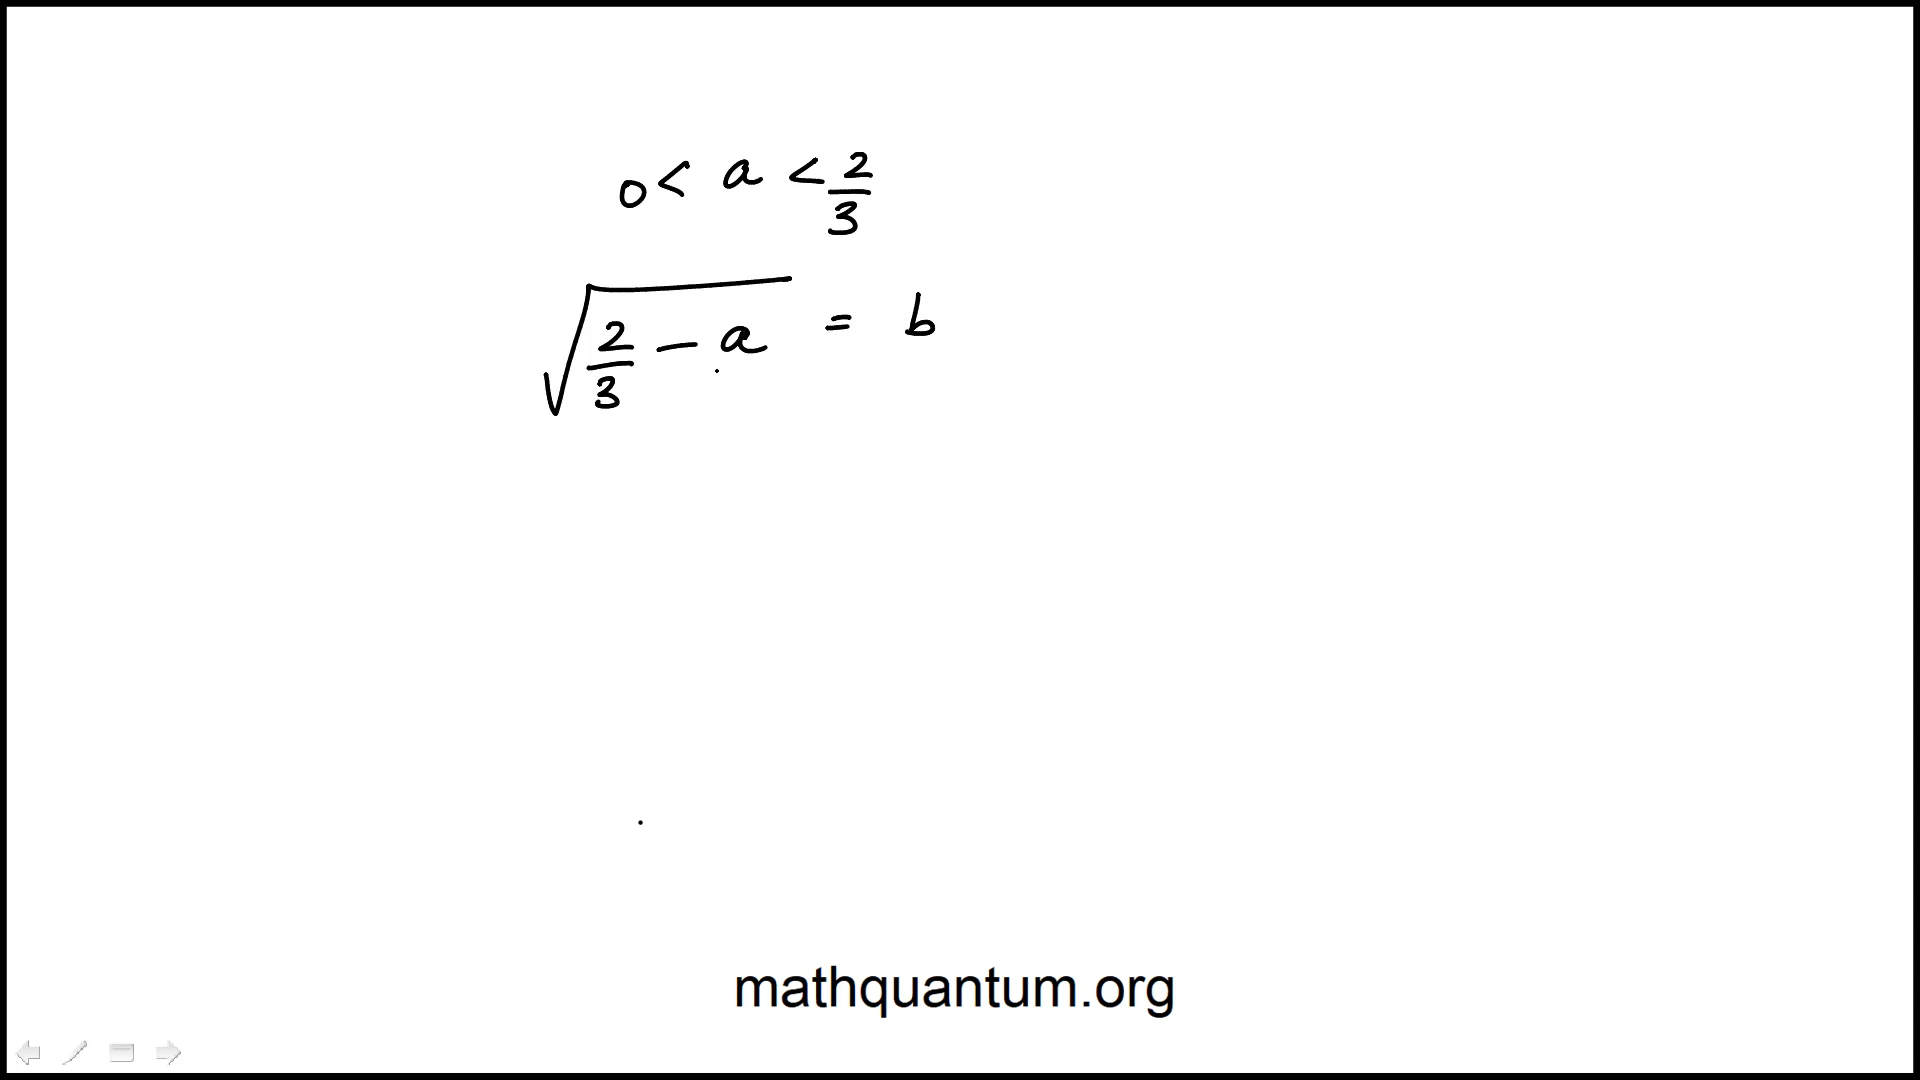 0 < a < 2/3
√(2/3 - a) = b
mathquantum.org